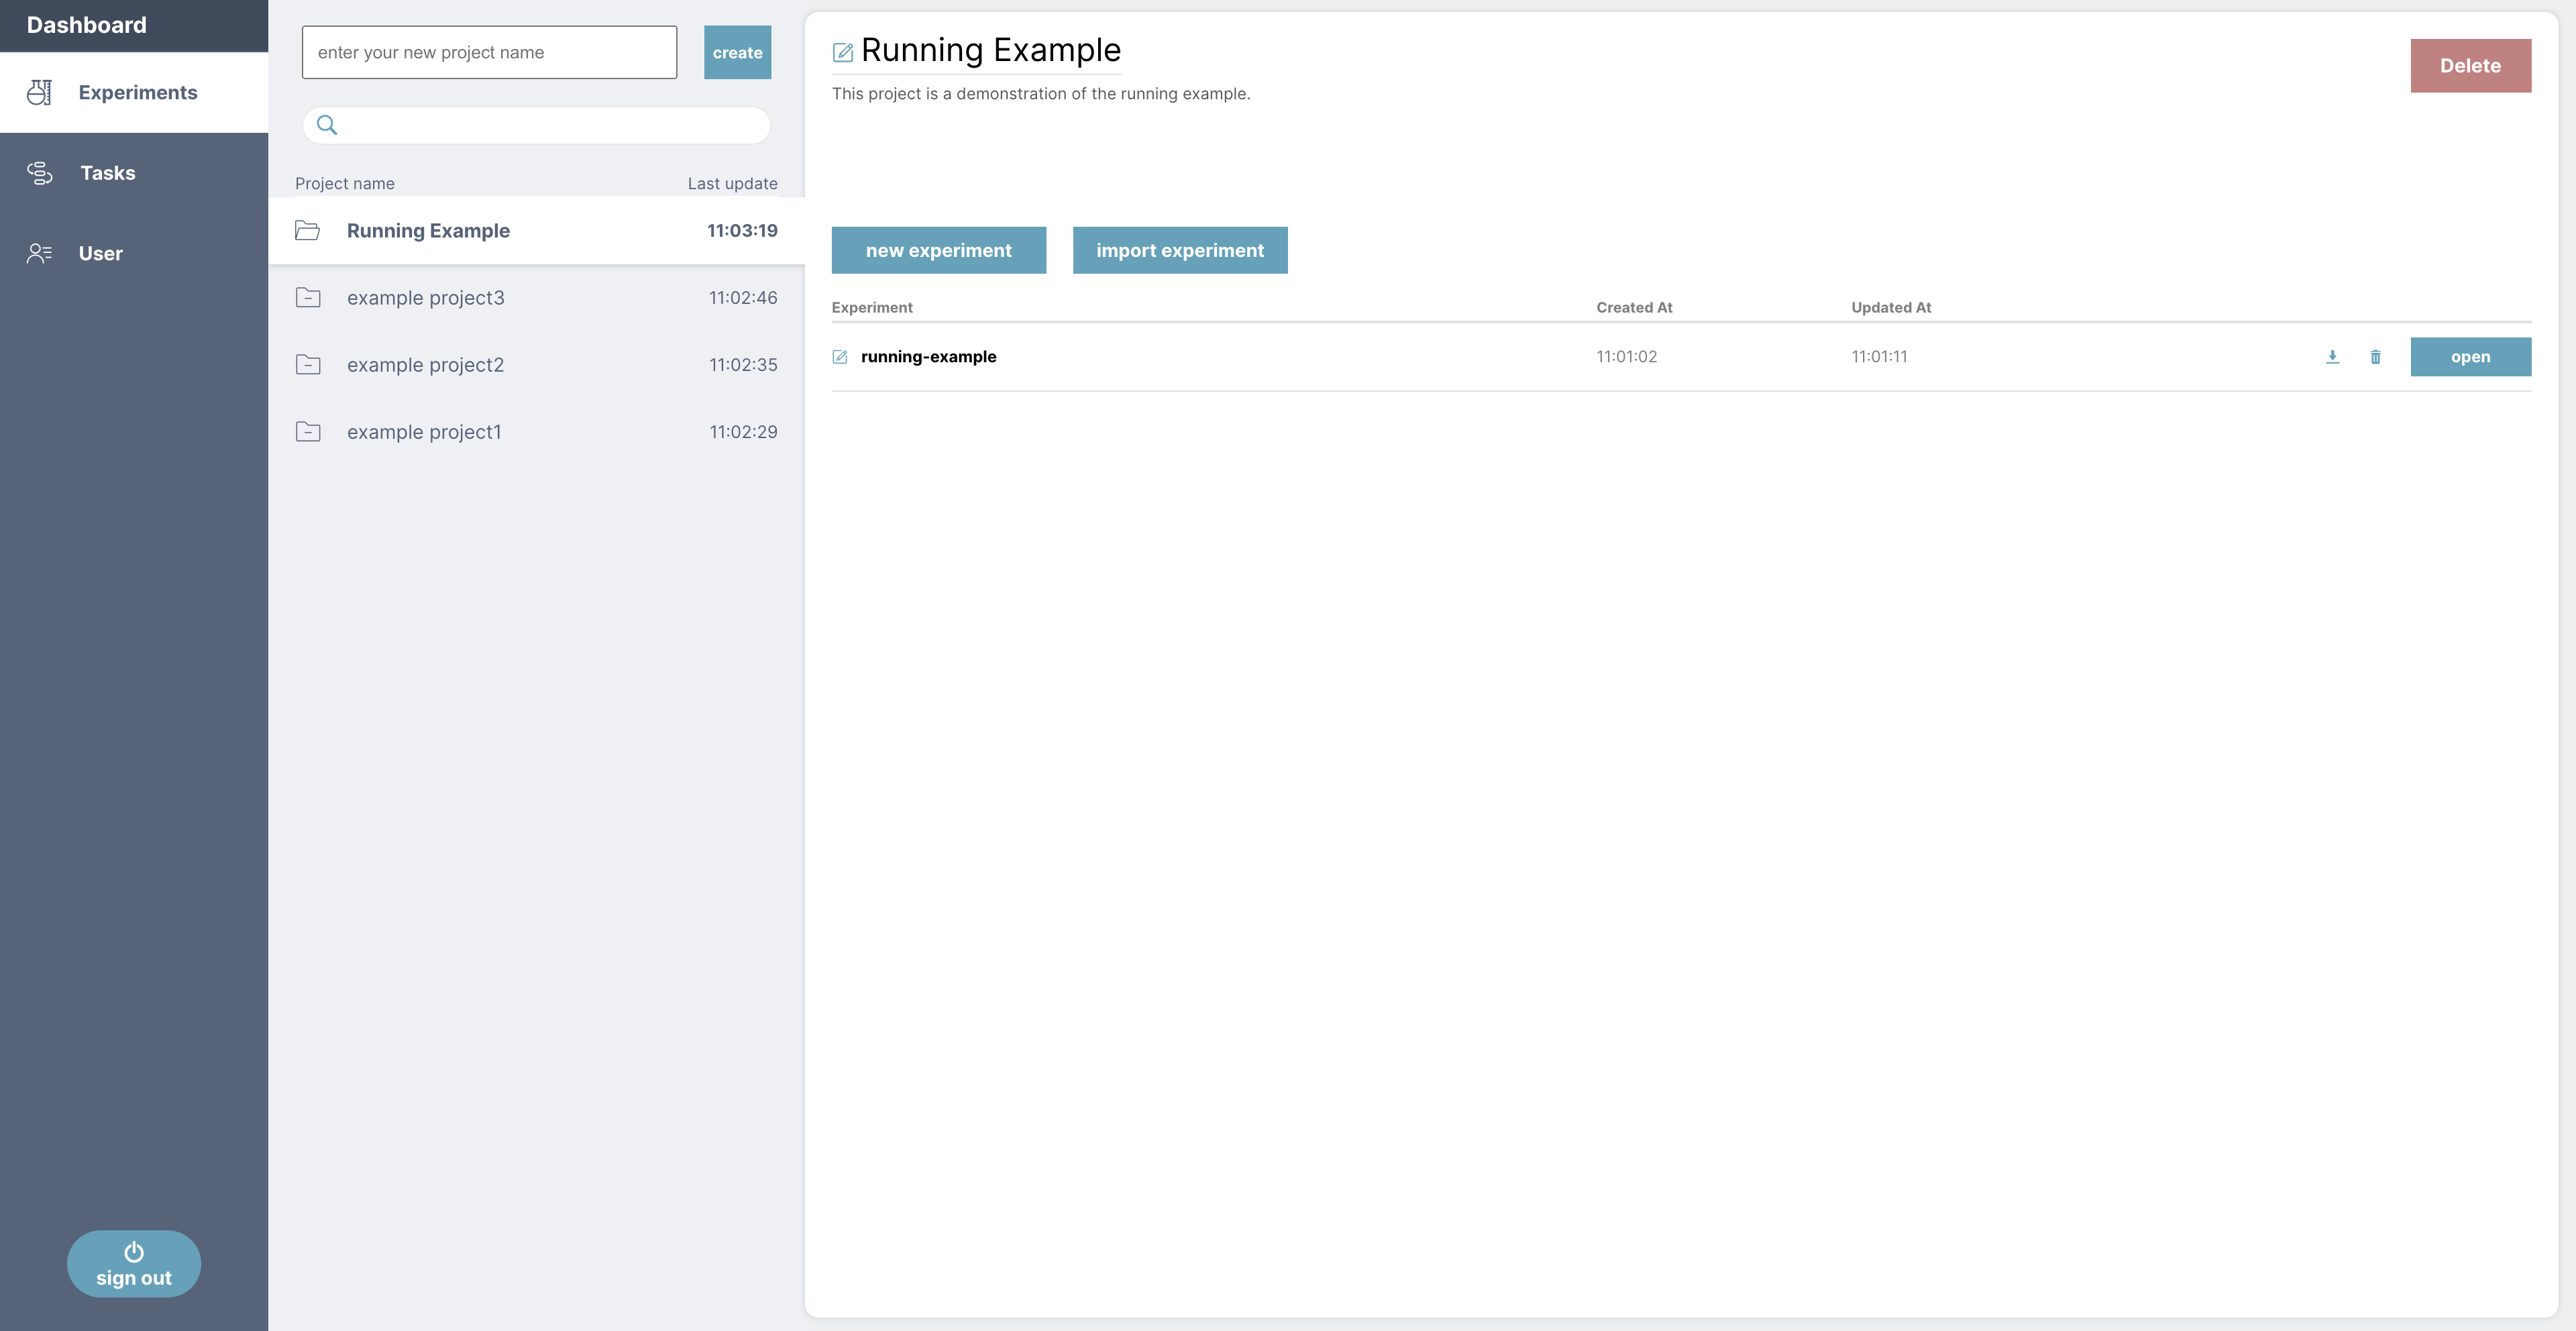 Dashboard
Experiments
Tasks
User
sign out
enter your new project name
create
Project name Last update
Running Example 11:03:19
example project3 11:02:46
example project2 11:02:35
example project1 11:02:29
Running Example
Delete
This project is a demonstration of the running example.
new experiment import experiment
Experiment Created At Updated At
running-example 11:01:02 11:01:11 open